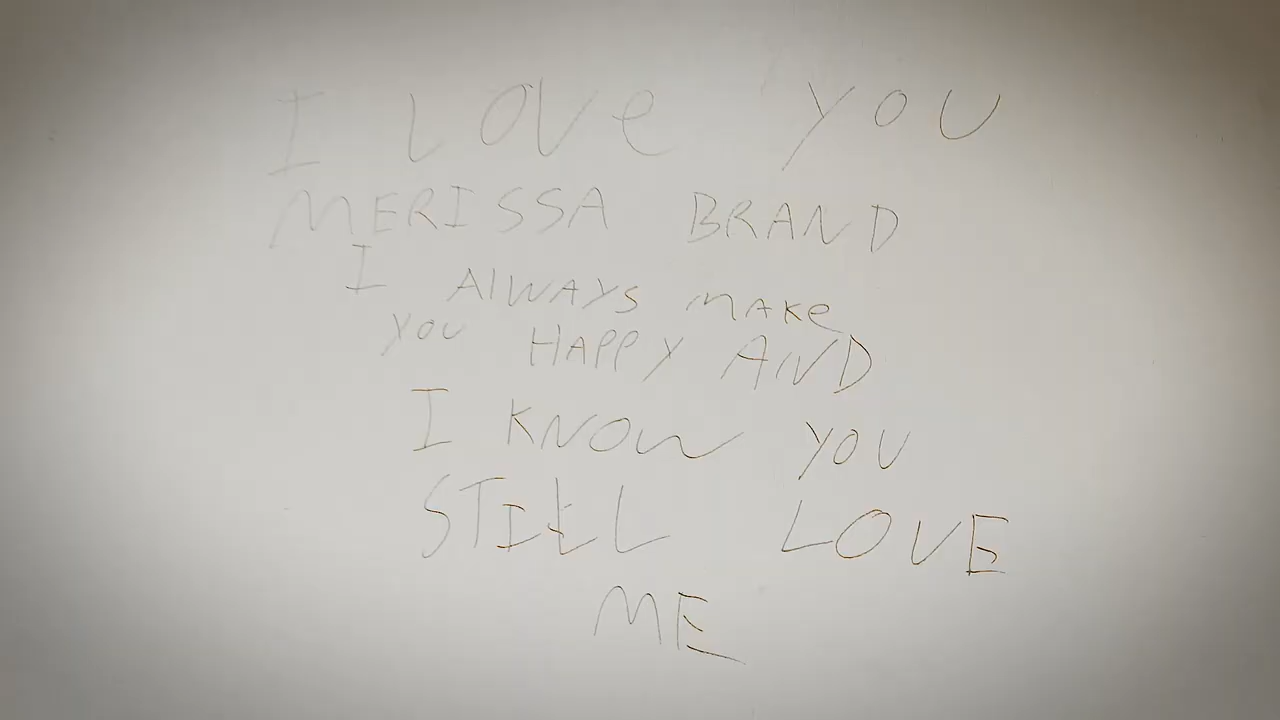 I LOVe YOU
MERISSA BRAND
I AlWAYS MAKe
YOU HAPPY AND
I KNOW YOU
STILL LOVE
ME